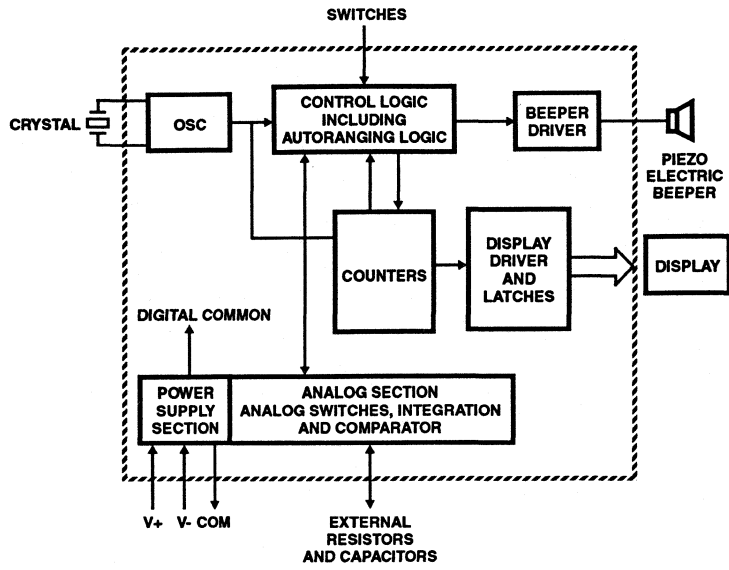 SWITCHES
CRYSTAL
OSC
CONTROL LOGIC
INCLUDING
AUTORANGING LOGIC
BEEPER
DRIVER
PIEZO
ELECTRIC
BEEPER
COUNTERS
DISPLAY
DRIVER
AND
LATCHES
DISPLAY
DIGITAL COMMON
POWER
SUPPLY
SECTION
ANALOG SECTION
ANALOG SWITCHES, INTEGRATION
AND COMPARATOR
V+ V- COM
EXTERNAL
RESISTORS
AND CAPACITORS